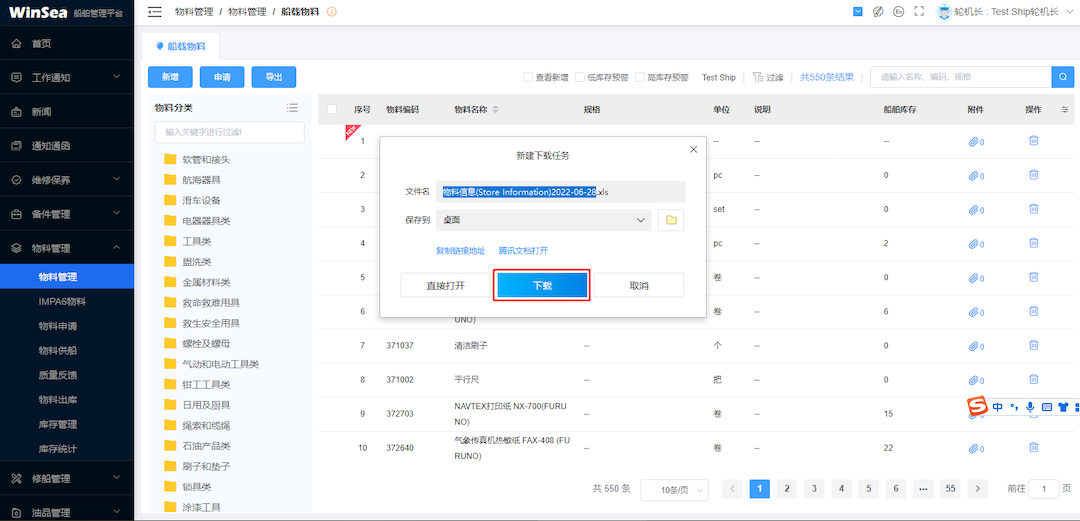 WinSea 船舶管理平台
物料管理 / 物料管理 / 船载物料
En
轮机长 : Test Ship轮机长
首页
工作通知
新闻
通知通函
维修保养
备件管理
物料管理
物料管理
IMPA6物料
物料申请
物料供船
质量反馈
物料出库
库存管理
库存统计
修船管理
油品管理
船载物料
新增 申请 导出
查看新增 低库存预警 高库存预警 Test Ship 过滤 共550条结果 请输入名称、编码、规格
物料分类
输入关键字进行过滤!
软管和接头
航海器具
滑车设备
电器器具类
工具类
盥洗类
金属材料类
救命救难用具
救生安全用具
螺栓及螺母
气动和电动工具类
钳工工具类
日用及厨具
绳索和缆绳
石油产品类
刷子和垫子
锁具类
涂漆工具
序号 物料编码 物料名称 规格 单位 说明 船舶库存 附件 操作
1 -- -- -- 0
2 pc -- 0 0
3 set -- 0 0
4 pc -- 2 0
5 卷 -- 0 0
6 RUNO) 卷 -- 6 0
7 371037 清洁刷子 -- 个 -- 0 0
8 371002 平行尺 -- 把 -- 0 0
9 372703 NAVTEX打印纸 NX-700(FURU
NO) -- 卷 -- 15
10 372640 气象传真机热敏纸 FAX-408 (FU
RUNO) -- 卷 -- 22 0
新建下载任务
文件名 物料信息(Store Information)2022-06-28.xls
保存到 桌面
复制链接地址 腾讯文档打开
直接打开 下载 取消
S 中
共 550 条 10条/页 1 2 3 4 5 6 ... 55 前往 1 页